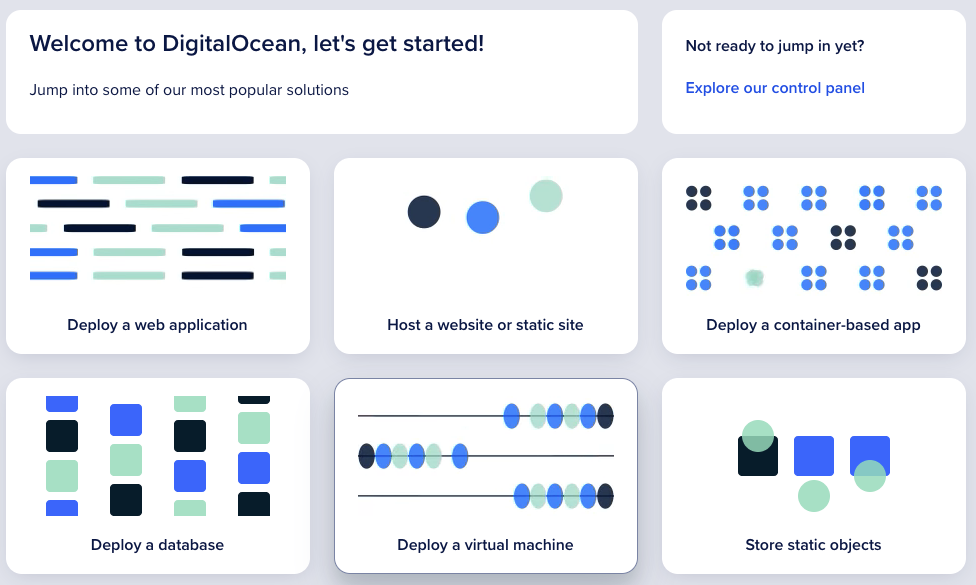 Welcome to DigitalOcean, let's get started!
Jump into some of our most popular solutions
Not ready to jump in yet?
Explore our control panel
Deploy a web application
Host a website or static site
Deploy a container-based app
Deploy a database
Deploy a virtual machine
Store static objects